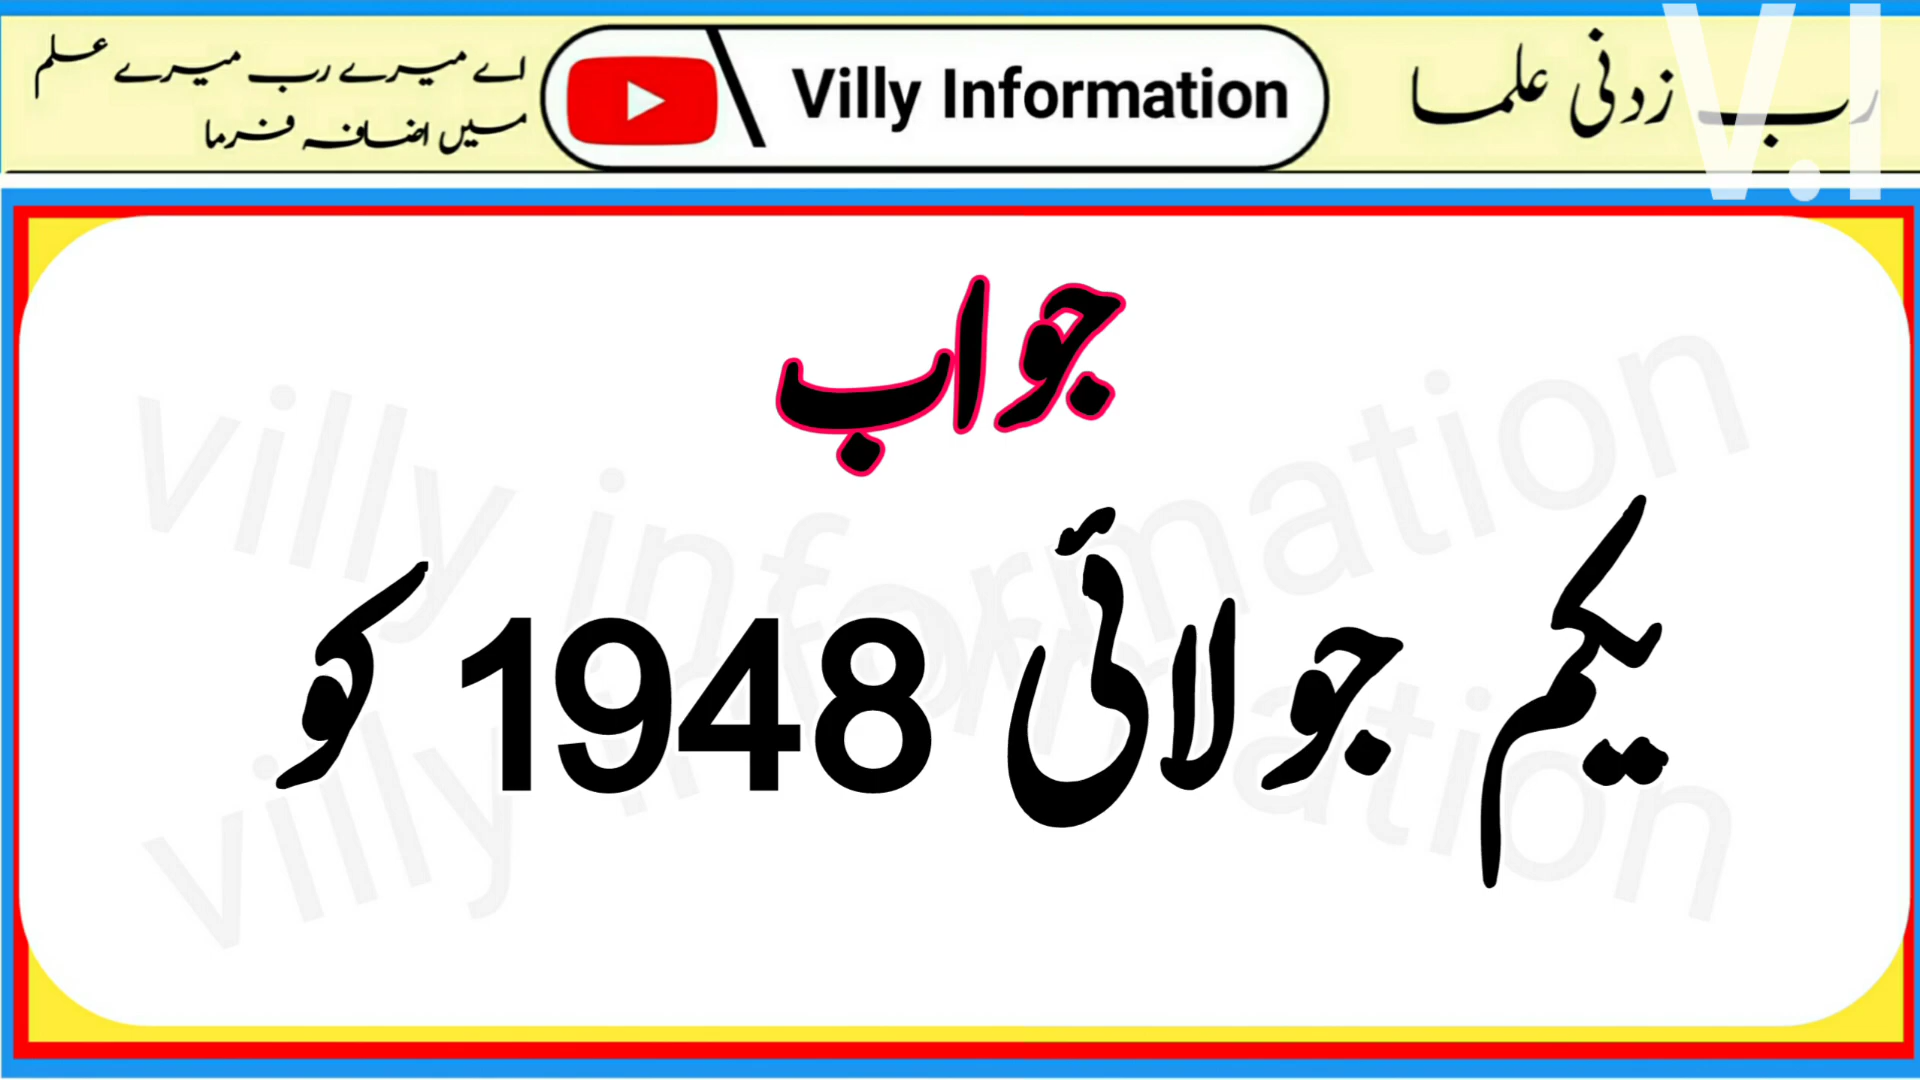 رب زدنی علما
Villy Information
اے میرے رب میرے علم
میں اضافہ فرما
V.I
جواب
یکم جولائی 1948 کو
villy information
villy information